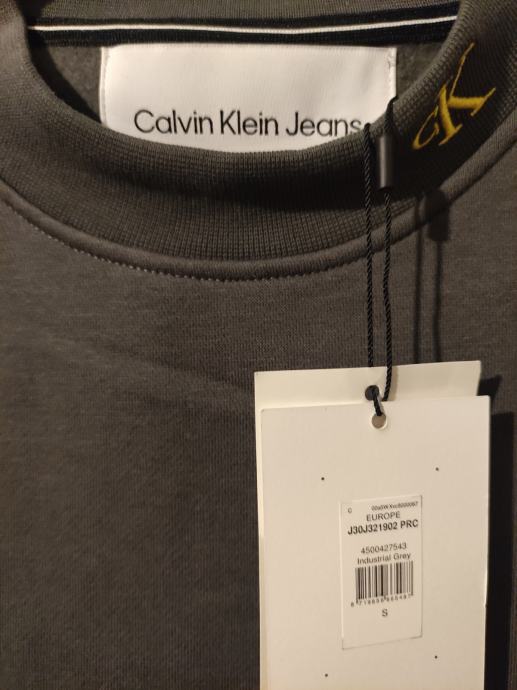 Calvin Klein Jeans
CK
C
EUROPE
J30J321902 PRC
4500427543
Industrial Grey
S